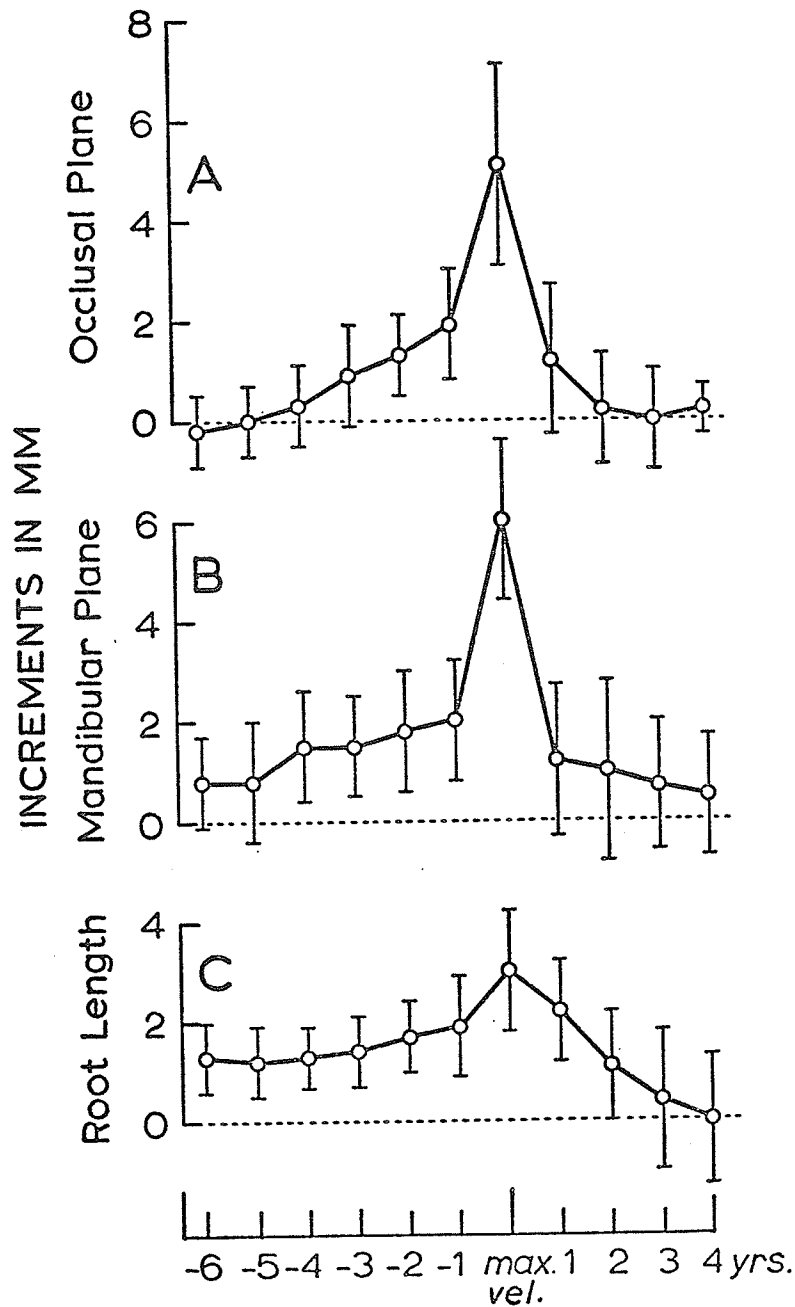 INCREMENTS IN MM
Occlusal Plane
A
8
6
4
2
0
Mandibular Plane
B
6
4
2
0
Root Length
C
4
2
0
-6 -5 -4 -3 -2 -1 max. 1 2 3 4 yrs.
vel.